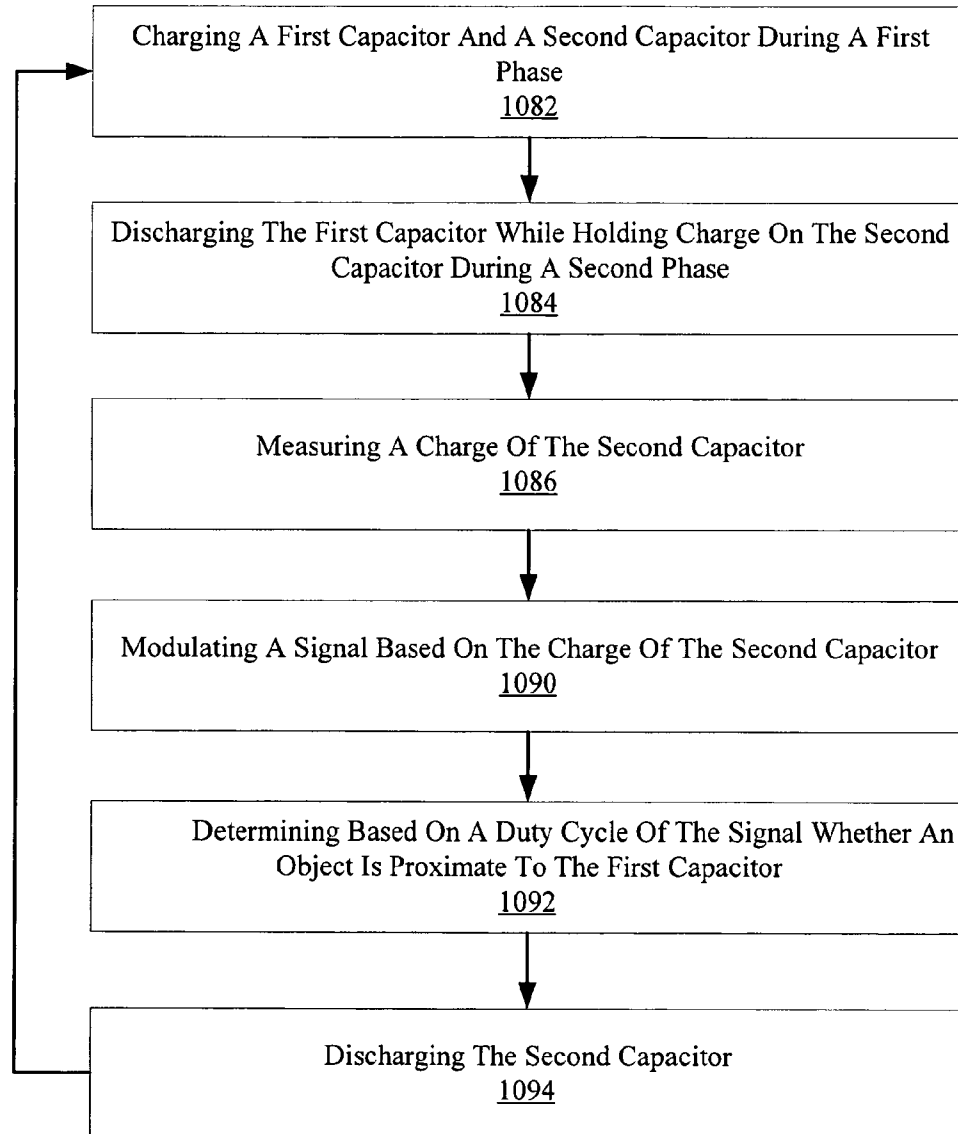 Charging A First Capacitor And A Second Capacitor During A First
Phase
1082
Discharging The First Capacitor While Holding Charge On The Second
Capacitor During A Second Phase
1084
Measuring A Charge Of The Second Capacitor
1086
Modulating A Signal Based On The Charge Of The Second Capacitor
1090
Determining Based On A Duty Cycle Of The Signal Whether An
Object Is Proximate To The First Capacitor
1092
Discharging The Second Capacitor
1094